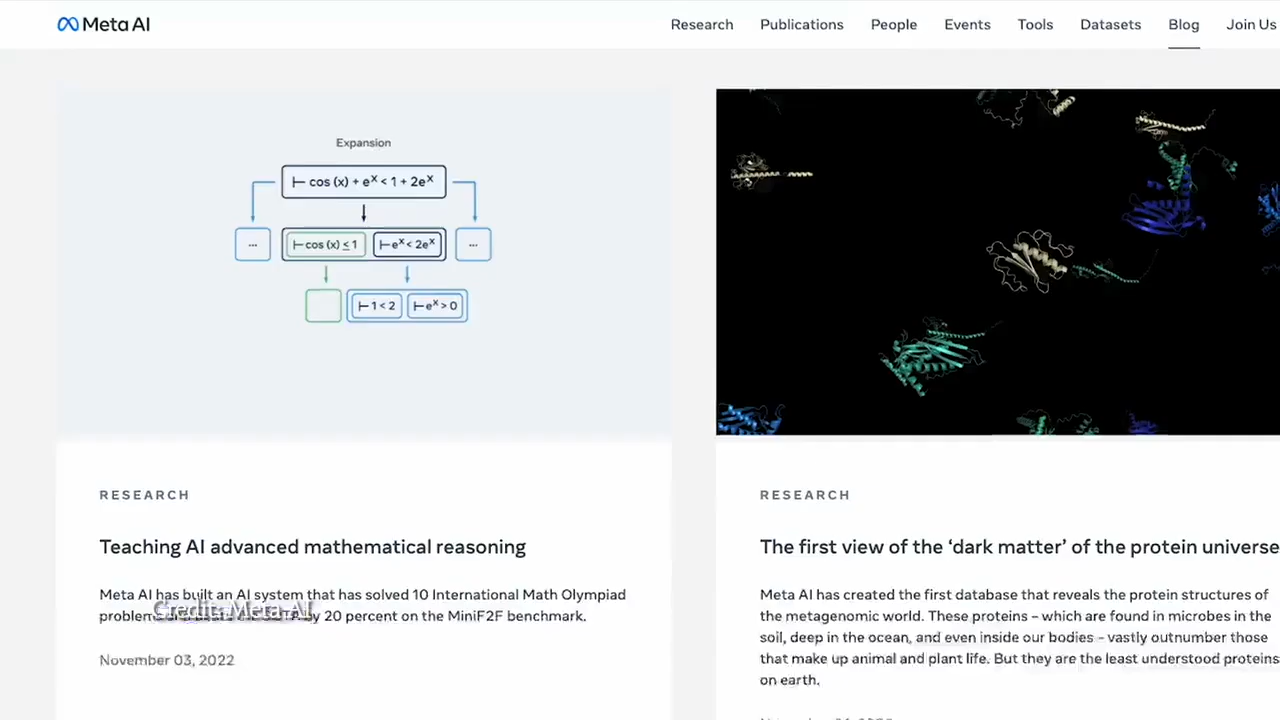 Meta AI
Research Publications People Events Tools Datasets Blog Join Us
Expansion
⊢ cos (x) + eˣ < 1 + 2eˣ
... ⊢cos (x) ≤ 1 ⊢eˣ < 2eˣ ...
⊢ 1 < 2 ⊢eˣ > 0
RESEARCH
Teaching AI advanced mathematical reasoning
Meta AI has built an AI system that has solved 10 International Math Olympiad
by 20 percent on the MiniF2F benchmark.
Credit: Meta AI
November 03, 2022
RESEARCH
The first view of the ‘dark matter’ of the protein universe
Meta AI has created the first database that reveals the protein structures of
the metagenomic world. These proteins – which are found in microbes in the
soil, deep in the ocean, and even inside our bodies – vastly outnumber those
that make up animal and plant life. But they are the least understood proteins
on earth.